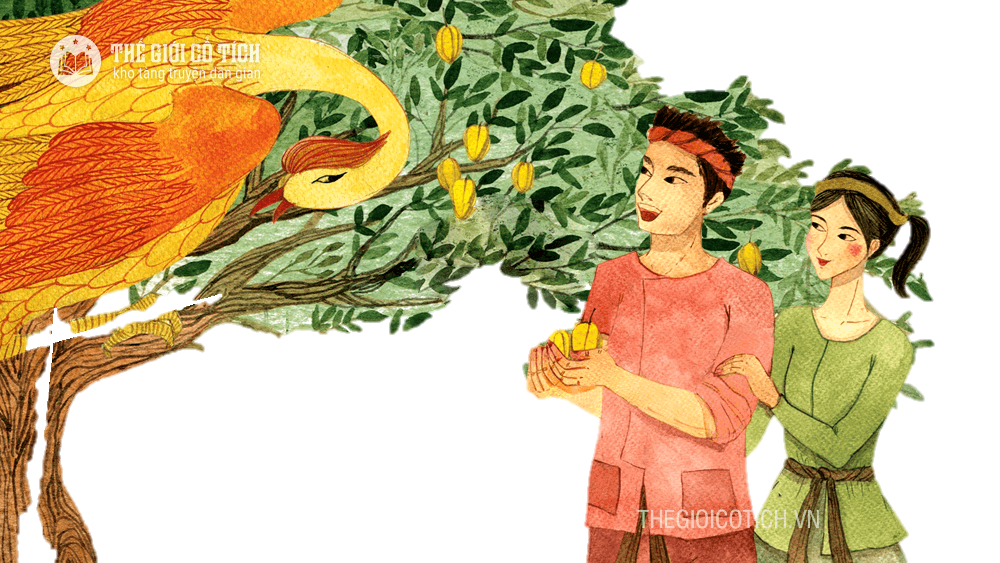 THẾ GIỚI CỔ TÍCH
kho tàng truyện dân gian
THEGIOICOTICH.VN